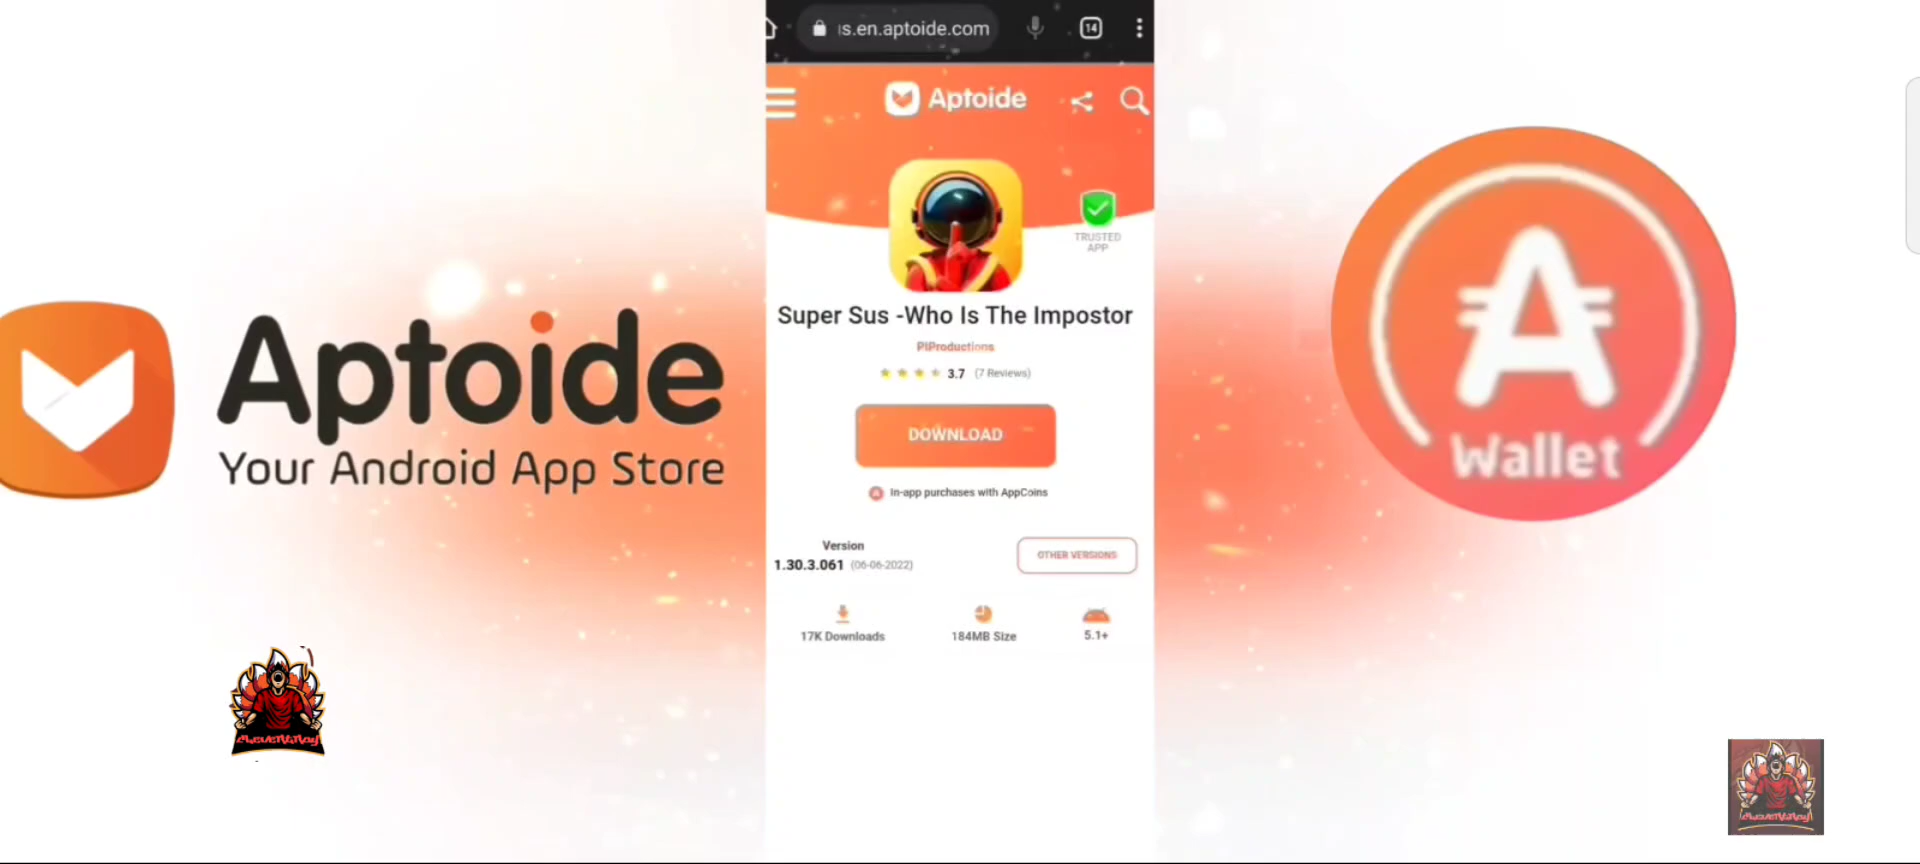 s.en.aptoide.com
14
Aptoide
TRUSTED
APP
Super Sus -Who Is The Impostor
PIProductions
3.7 (7 Reviews)
DOWNLOAD
In-app purchases with AppCoins
Version
1.30.3.061 (06-06-2022)
OTHER VERSIONS
17K Downloads
184MB Size
5.1+
Aptoide
Your Android App Store
Wallet